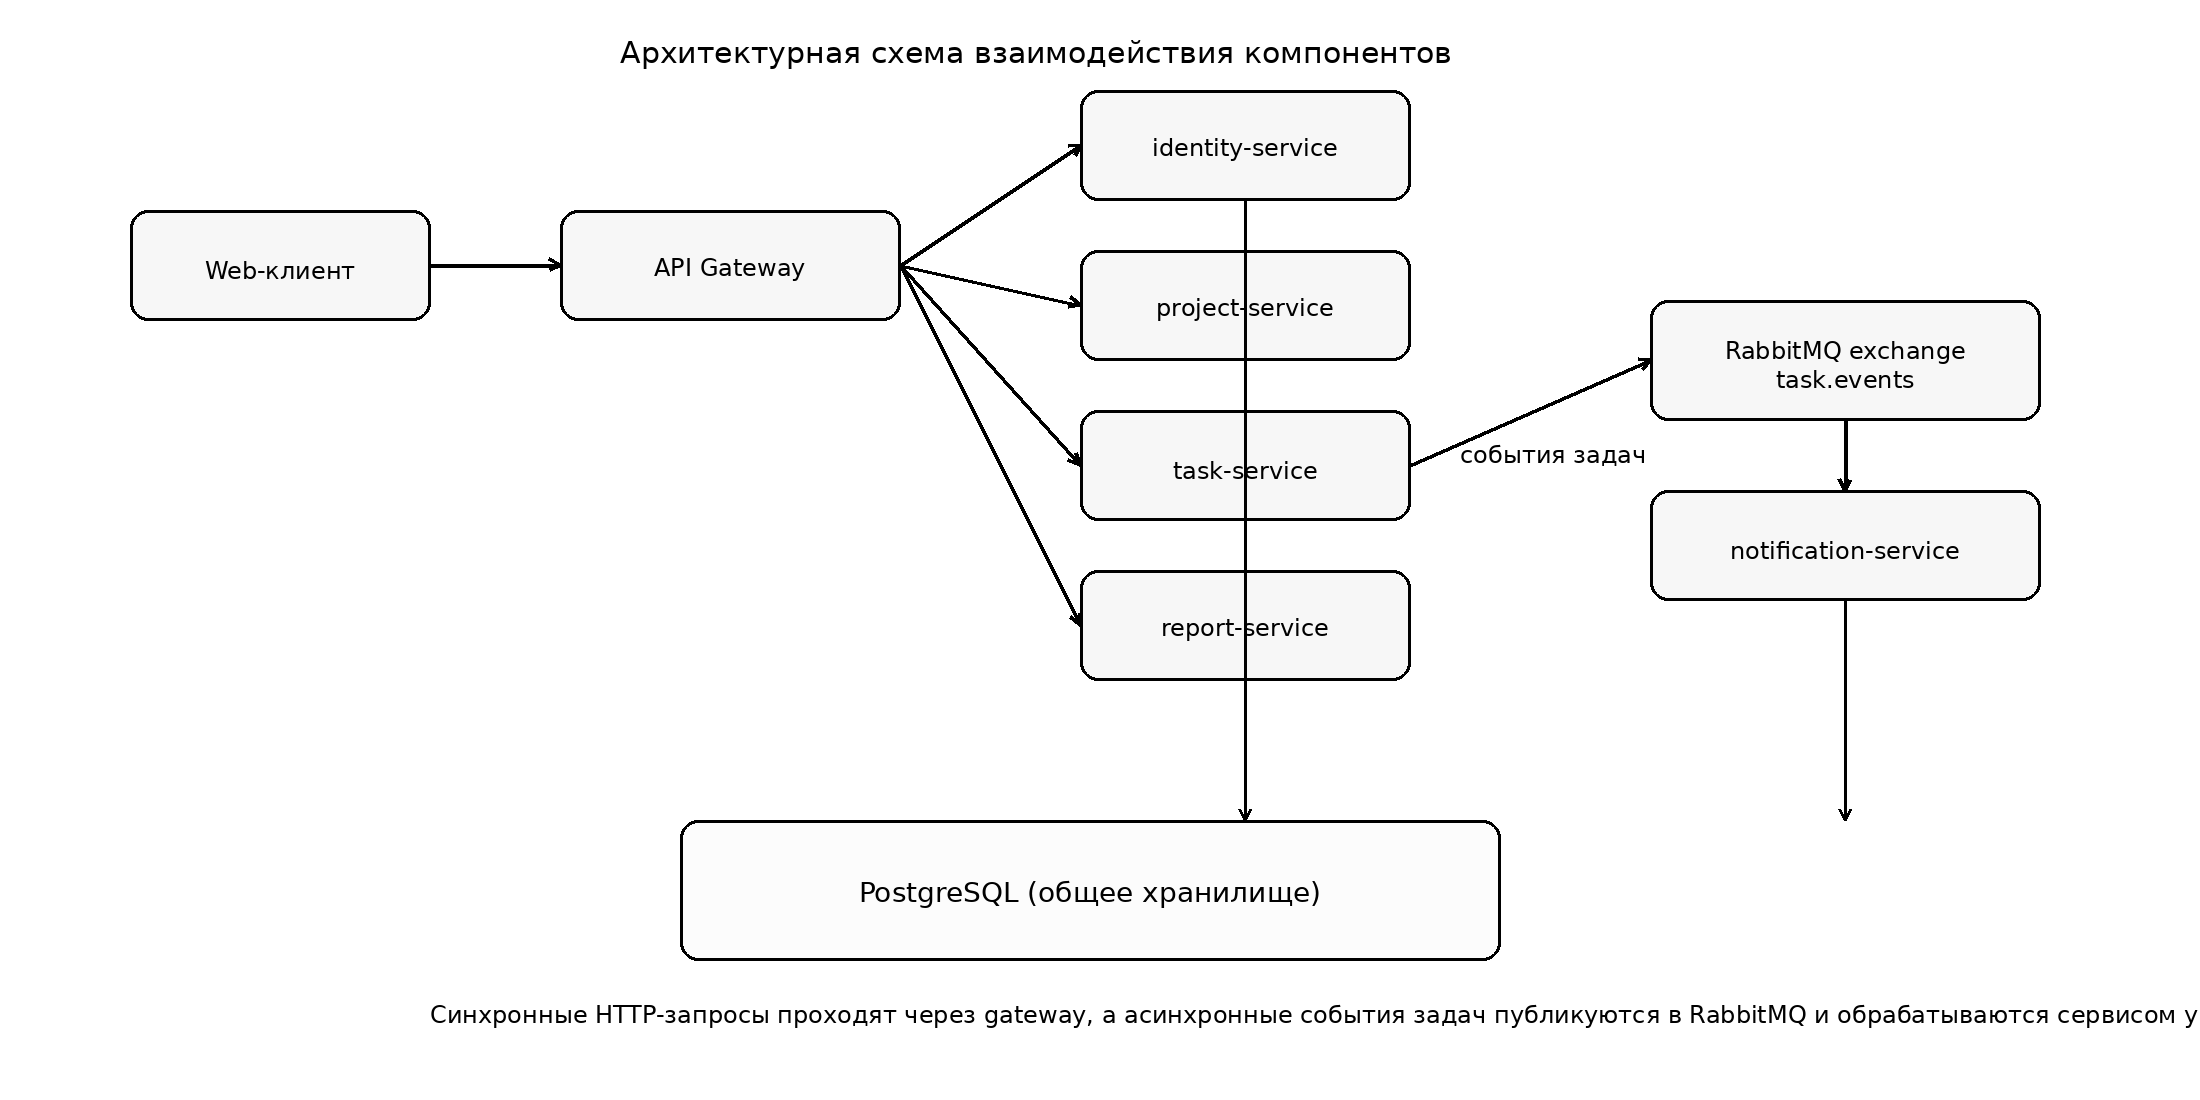 Архитектурная схема взаимодействия компонентов
identity-service
Web-клиент
API Gateway
project-service
RabbitMQ exchange
task.events
task-service
события задач
notification-service
report-service
PostgreSQL (общее хранилище)
Синхронные HTTP-запросы проходят через gateway, а асинхронные события задач публикуются в RabbitMQ и обрабатываются сервисом у